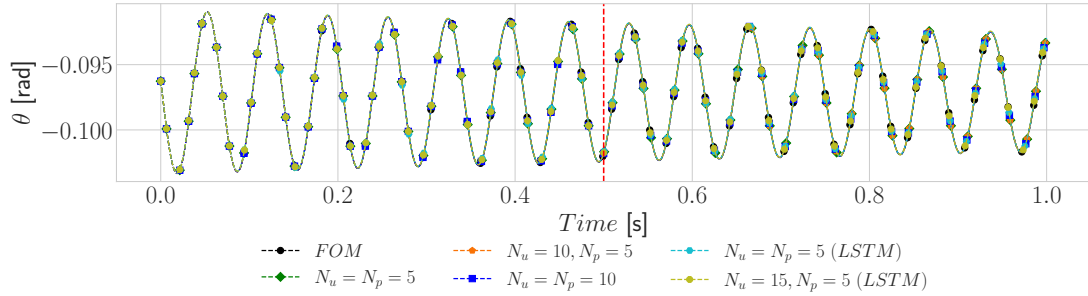 −0.095
−0.100
θ [rad]
0.0 0.2 0.4 0.6 0.8 1.0
Time [s]
FOM N_u = 10, N_p = 5 N_u = N_p = 5 (LSTM)
N_u = N_p = 5 N_u = N_p = 10 N_u = 15, N_p = 5 (LSTM)